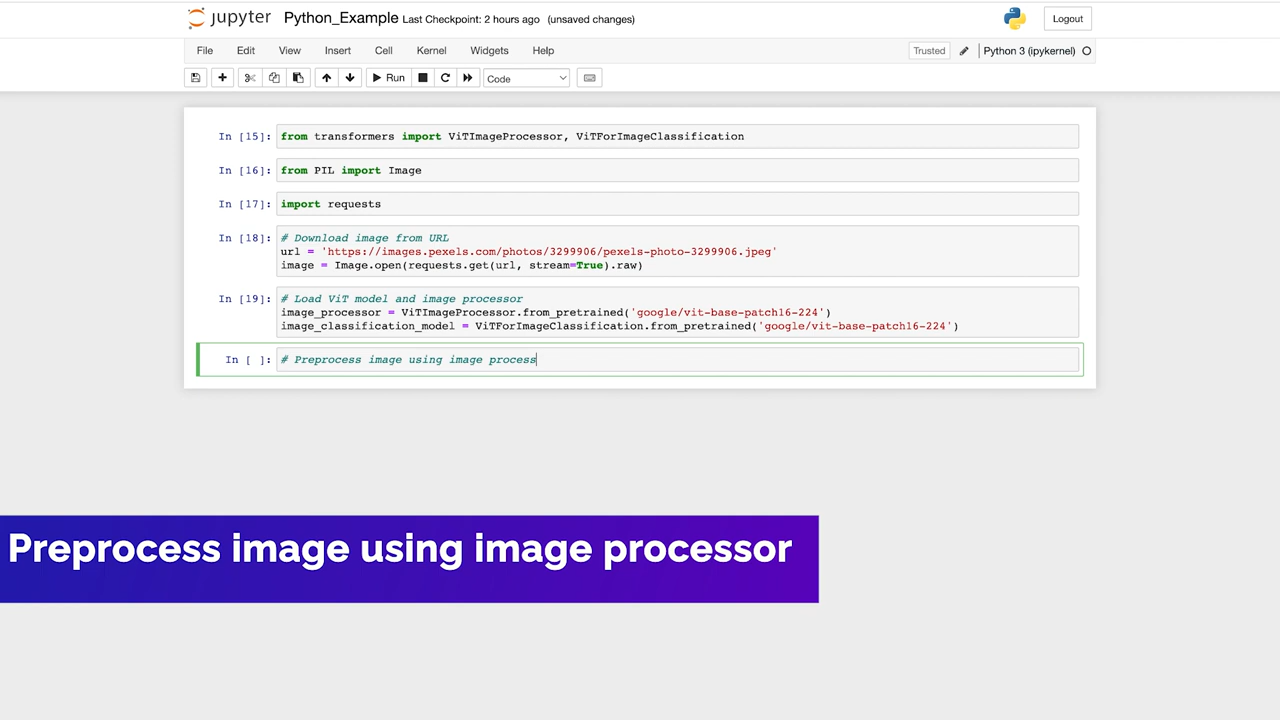 jupyter Python_Example Last Checkpoint: 2 hours ago (unsaved changes) Logout
File Edit View Insert Cell Kernel Widgets Help Trusted Python 3 (ipykernel)
Run Code
In [15]: from transformers import ViTImageProcessor, ViTForImageClassification
In [16]: from PIL import Image
In [17]: import requests
In [18]: # Download image from URL
url = 'https://images.pexels.com/photos/3299906/pexels-photo-3299906.jpeg'
image = Image.open(requests.get(url, stream=True).raw)
In [19]: # Load ViT model and image processor
image_processor = ViTImageProcessor.from_pretrained('google/vit-base-patch16-224')
image_classification_model = ViTForImageClassification.from_pretrained('google/vit-base-patch16-224')
In [ ]: # Preprocess image using image process
Preprocess image using image processor